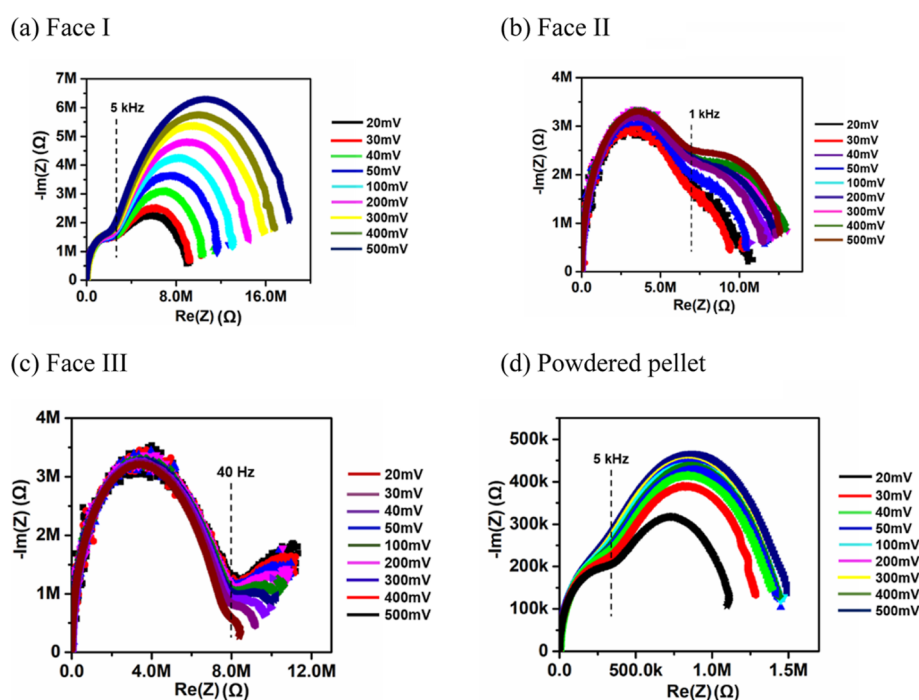 (a) Face I
7M
6M
5M
4M
3M
2M
1M
0
0.0
8.0M
16.0M
-Im(Z) (Ω)
Re(Z) (Ω)
5 kHz
20mV
30mV
40mV
50mV
100mV
200mV
300mV
400mV
500mV
(b) Face II
4M
3M
2M
1M
0
0.0
5.0M
10.0M
-Im(Z) (Ω)
Re(Z) (Ω)
1 kHz
20mV
30mV
40mV
50mV
100mV
200mV
300mV
400mV
500mV
(c) Face III
4M
3M
2M
1M
0
0.0
4.0M
8.0M
12.0M
-Im(Z) (Ω)
Re(Z) (Ω)
40 Hz
20mV
30mV
40mV
50mV
100mV
200mV
300mV
400mV
500mV
(d) Powdered pellet
500k
400k
300k
200k
100k
0
0.0
500.0k
1.0M
1.5M
-Im(Z) (Ω)
Re(Z) (Ω)
5 kHz
20mV
30mV
40mV
50mV
100mV
200mV
300mV
400mV
500mV